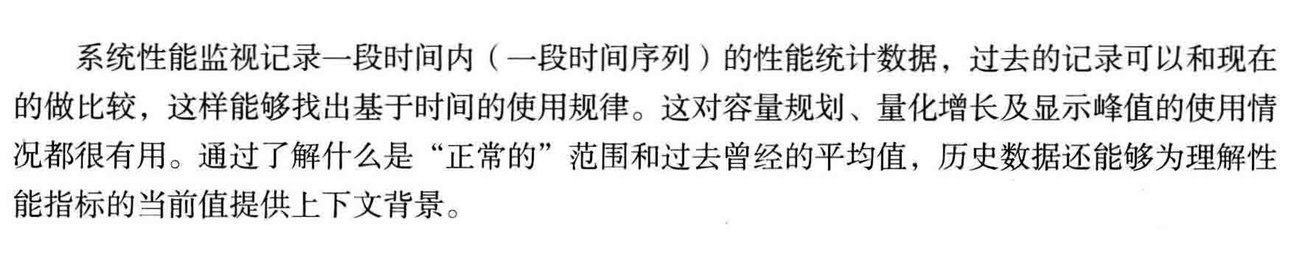 系统性能监视记录一段时间内（一段时间序列）的性能统计数据，过去的记录可以和现在
的做比较，这样能够找出基于时间的使用规律。这对容量规划、量化增长及显示峰值的使用情
况都很有用。通过了解什么是“正常的”范围和过去曾经的平均值，历史数据还能够为理解性
能指标的当前值提供上下文背景。